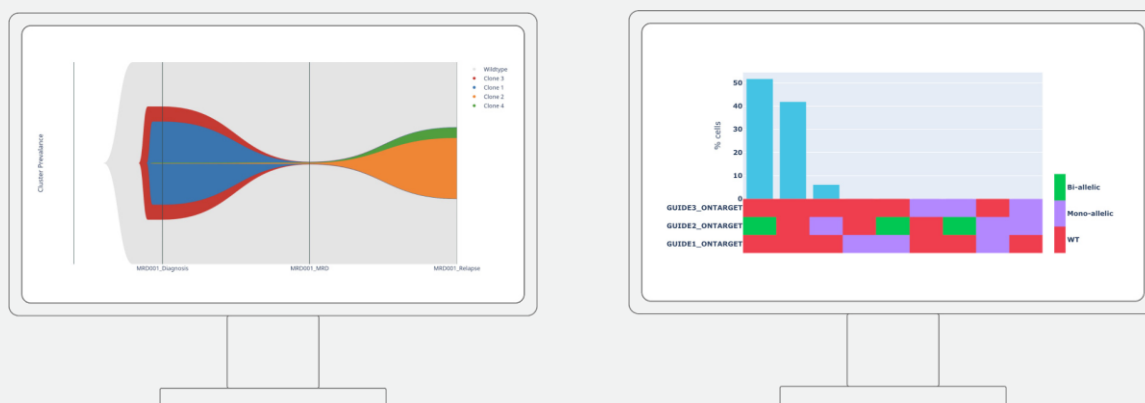 Wildtype
Clone 3
Clone 1
Clone 2
Clone 4
Cluster Prevalance
MRD001_Diagnosis
MRD001_MRD
MRD001_Relapse
50
40
30
20
10
0
% cells
GUIDE3_ONTARGET
GUIDE2_ONTARGET
GUIDE1_ONTARGET
Bi-allelic
Mono-allelic
WT